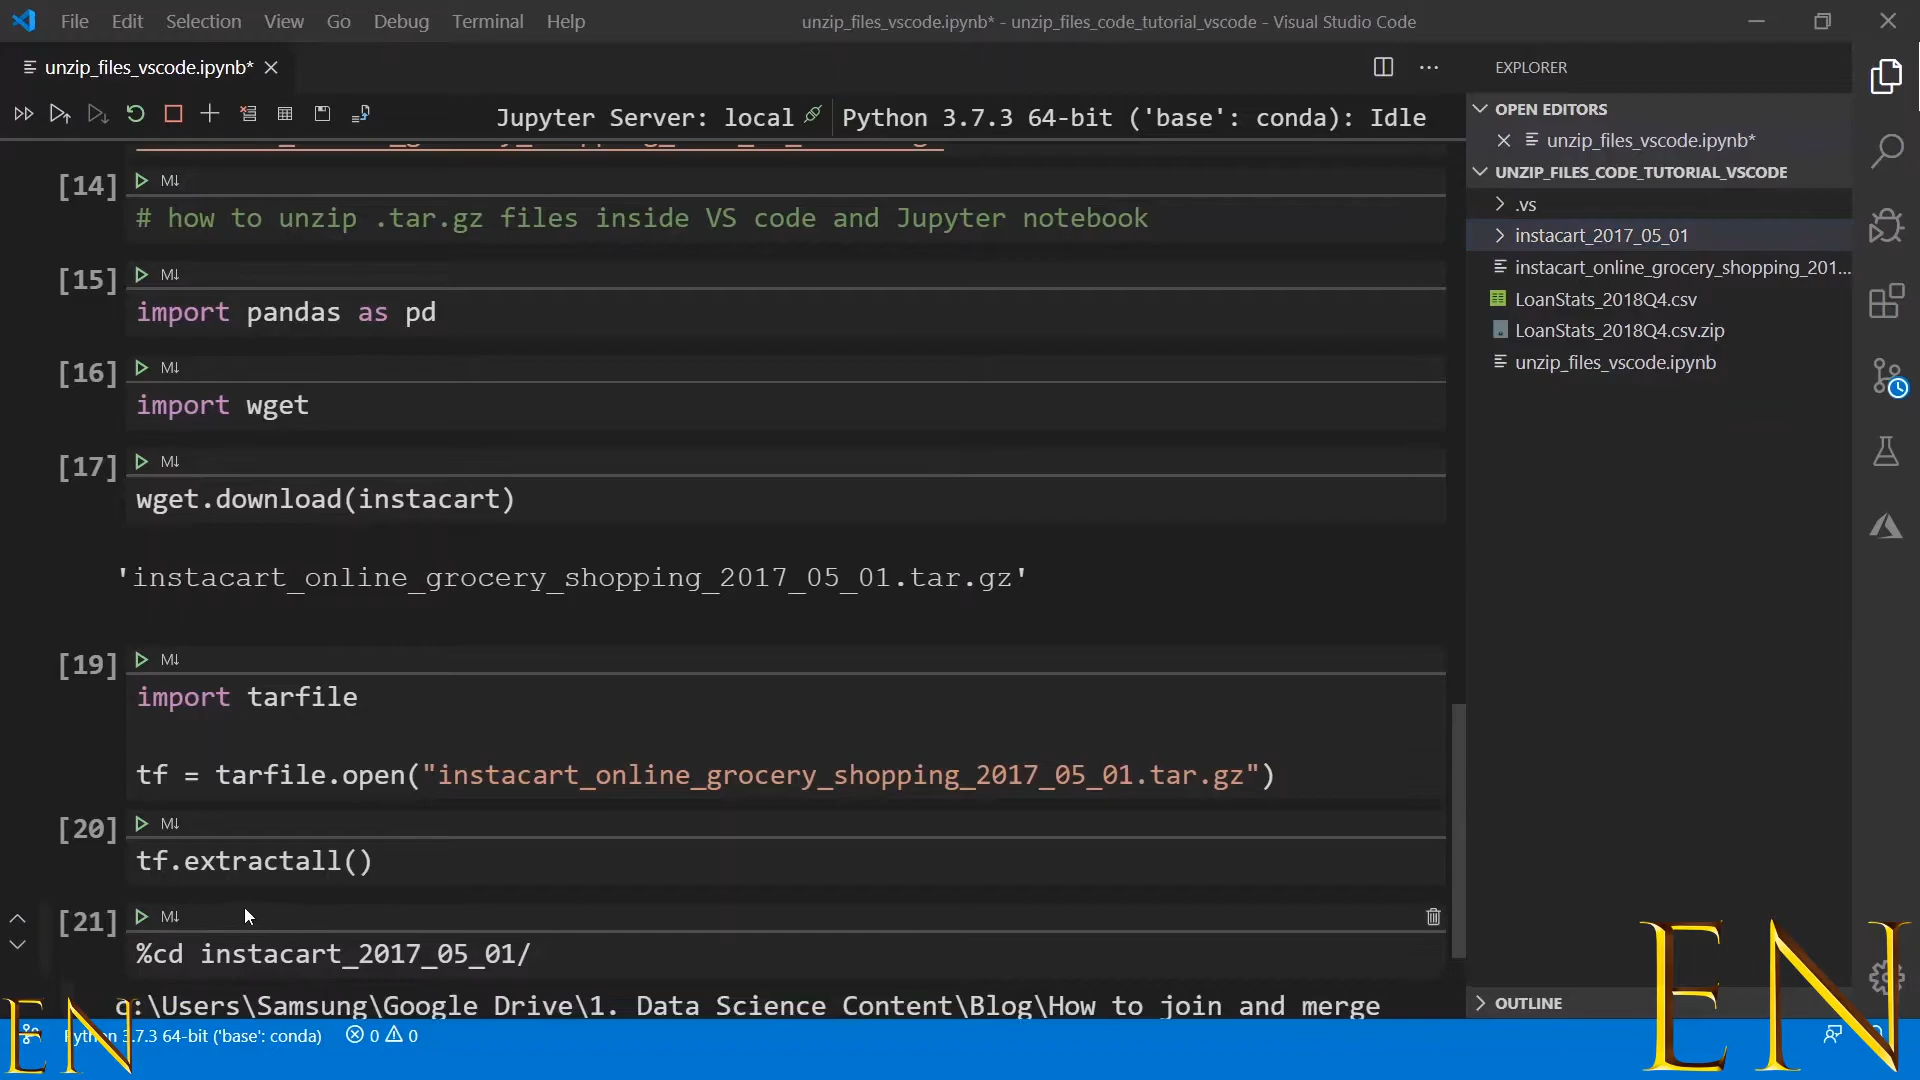 File Edit Selection View Go Debug Terminal Help
unzip_files_vscode.ipynb* - unzip_files_code_tutorial_vscode - Visual Studio Code
unzip_files_vscode.ipynb*
Jupyter Server: local
Python 3.7.3 64-bit ('base': conda): Idle
[14]
M↓
# how to unzip .tar.gz files inside VS code and Jupyter notebook
[15]
M↓
import pandas as pd
[16]
M↓
import wget
[17]
M↓
wget.download(instacart)
'instacart_online_grocery_shopping_2017_05_01.tar.gz'
[19]
M↓
import tarfile
tf = tarfile.open("instacart_online_grocery_shopping_2017_05_01.tar.gz")
[20]
M↓
tf.extractall()
[21]
M↓
%cd instacart_2017_05_01/
c:\Users\Samsung\Google Drive\1. Data Science Content\Blog\How to join and merge
EXPLORER
OPEN EDITORS
unzip_files_vscode.ipynb*
UNZIP_FILES_CODE_TUTORIAL_VSCODE
.vs
instacart_2017_05_01
instacart_online_grocery_shopping_201...
LoanStats_2018Q4.csv
LoanStats_2018Q4.csv.zip
unzip_files_vscode.ipynb
OUTLINE
Python 3.7.3 64-bit ('base': conda)
0 0
EN
EN